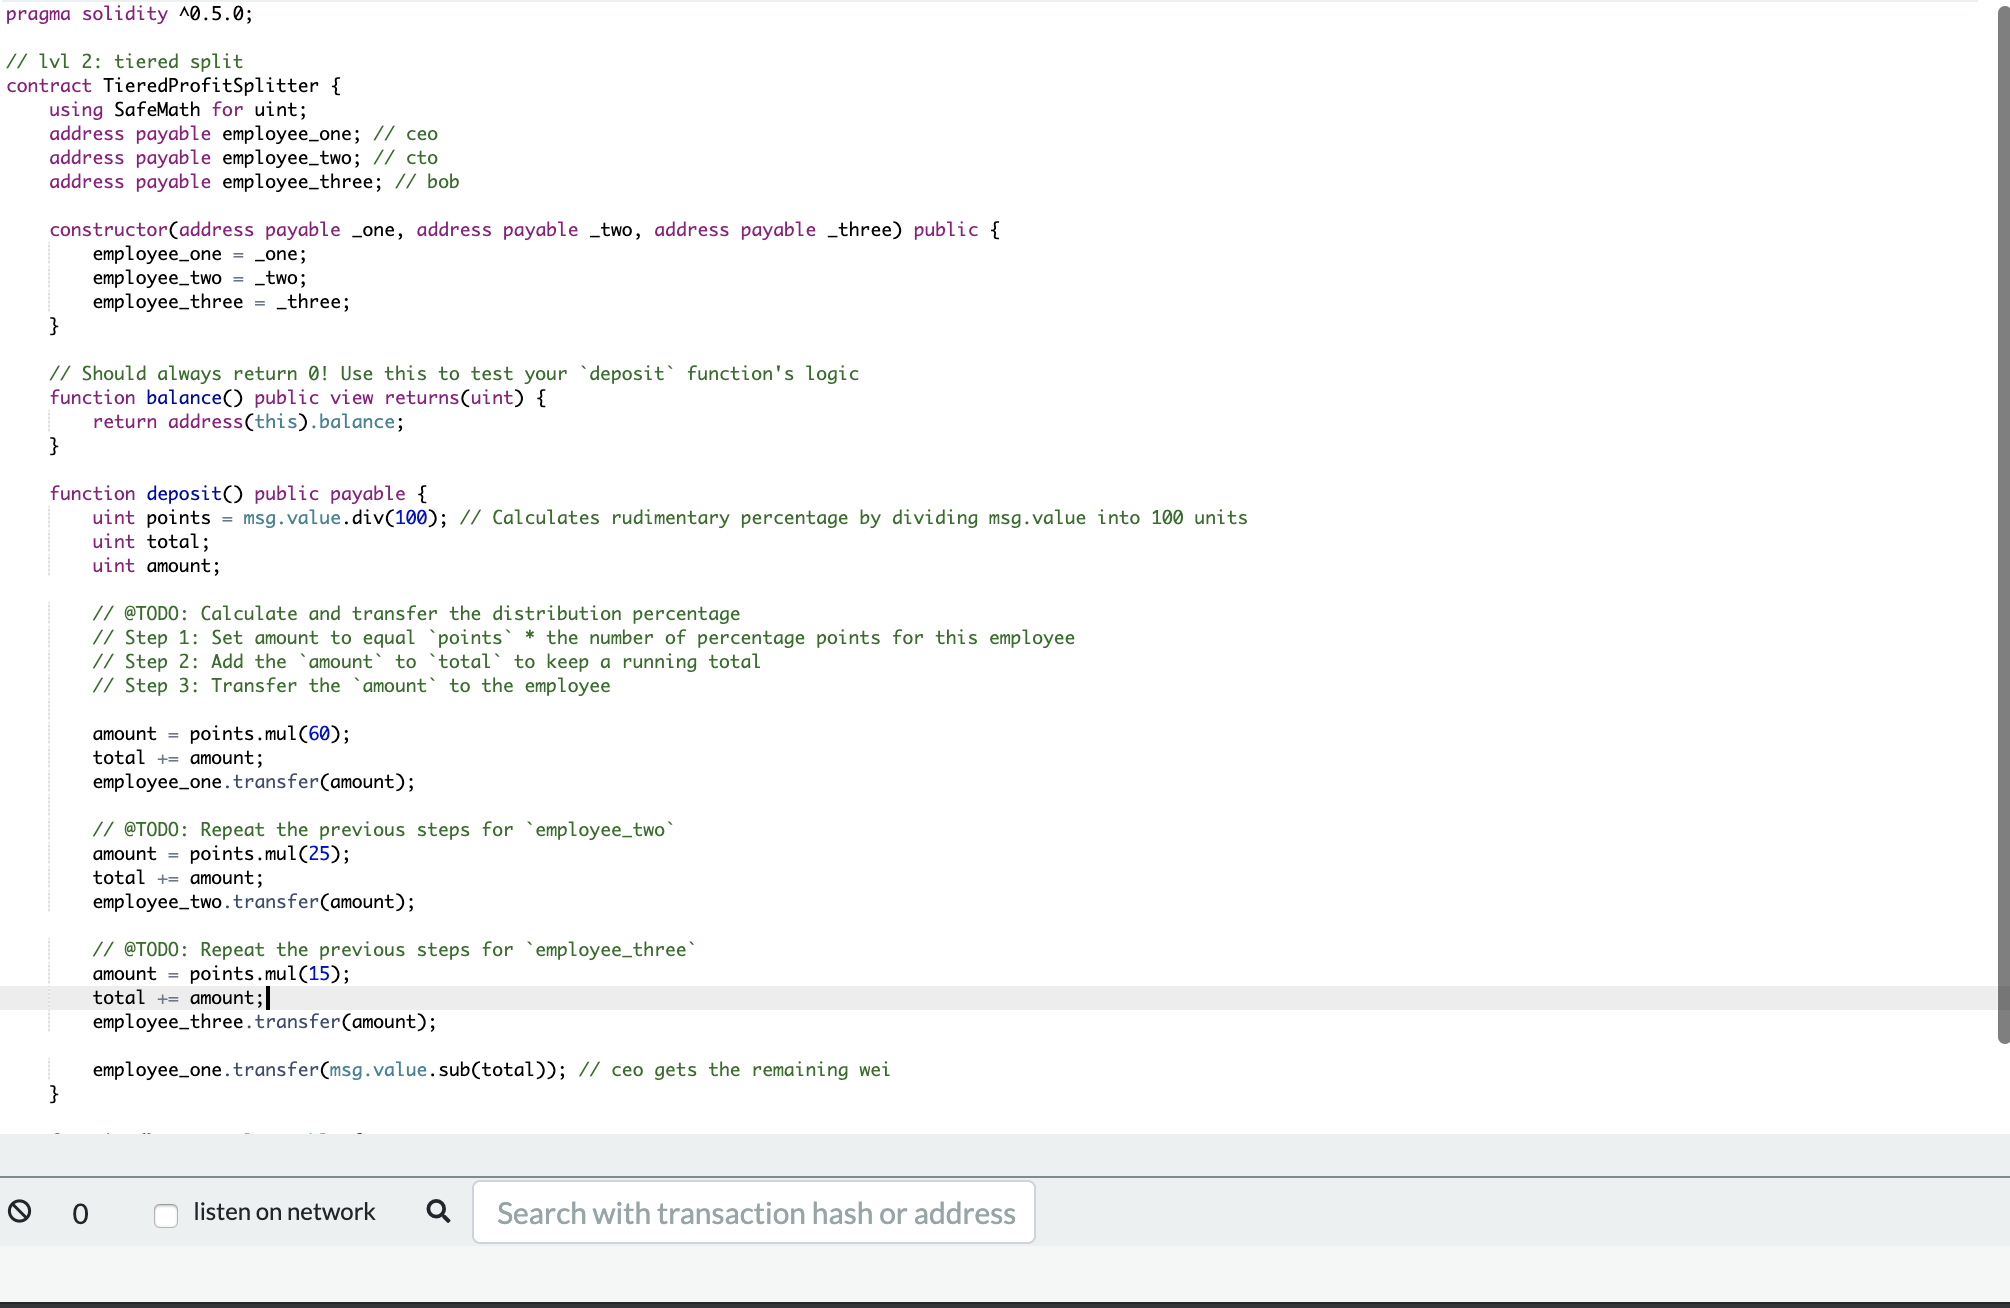 pragma solidity ^0.5.0;
// lvl 2: tiered split
contract TieredProfitSplitter {
using SafeMath for uint;
address payable employee_one; // ceo
address payable employee_two; // cto
address payable employee_three; // bob
constructor(address payable _one, address payable _two, address payable _three) public {
employee_one = _one;
employee_two = _two;
employee_three = _three;
}
// Should always return 0! Use this to test your `deposit` function's logic
function balance() public view returns(uint) {
return address(this).balance;
}
function deposit() public payable {
uint points = msg.value.div(100); // Calculates rudimentary percentage by dividing msg.value into 100 units
uint total;
uint amount;
// @TODO: Calculate and transfer the distribution percentage
// Step 1: Set amount to equal `points` * the number of percentage points for this employee
// Step 2: Add the `amount` to `total` to keep a running total
// Step 3: Transfer the `amount` to the employee
amount = points.mul(60);
total += amount;
employee_one.transfer(amount);
// @TODO: Repeat the previous steps for `employee_two`
amount = points.mul(25);
total += amount;
employee_two.transfer(amount);
// @TODO: Repeat the previous steps for `employee_three`
amount = points.mul(15);
total += amount;
employee_three.transfer(amount);
employee_one.transfer(msg.value.sub(total)); // ceo gets the remaining wei
}
0 listen on network Search with transaction hash or address